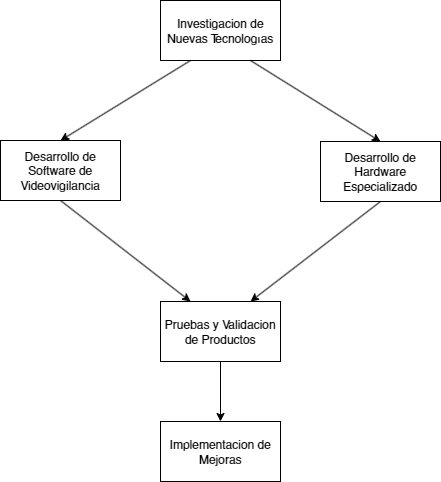 Investigacion de
Nuevas Tecnologias
Desarrollo de
Software de
Videovigilancia
Desarrollo de
Hardware
Especializado
Pruebas y Validacion
de Productos
Implementacion de
Mejoras